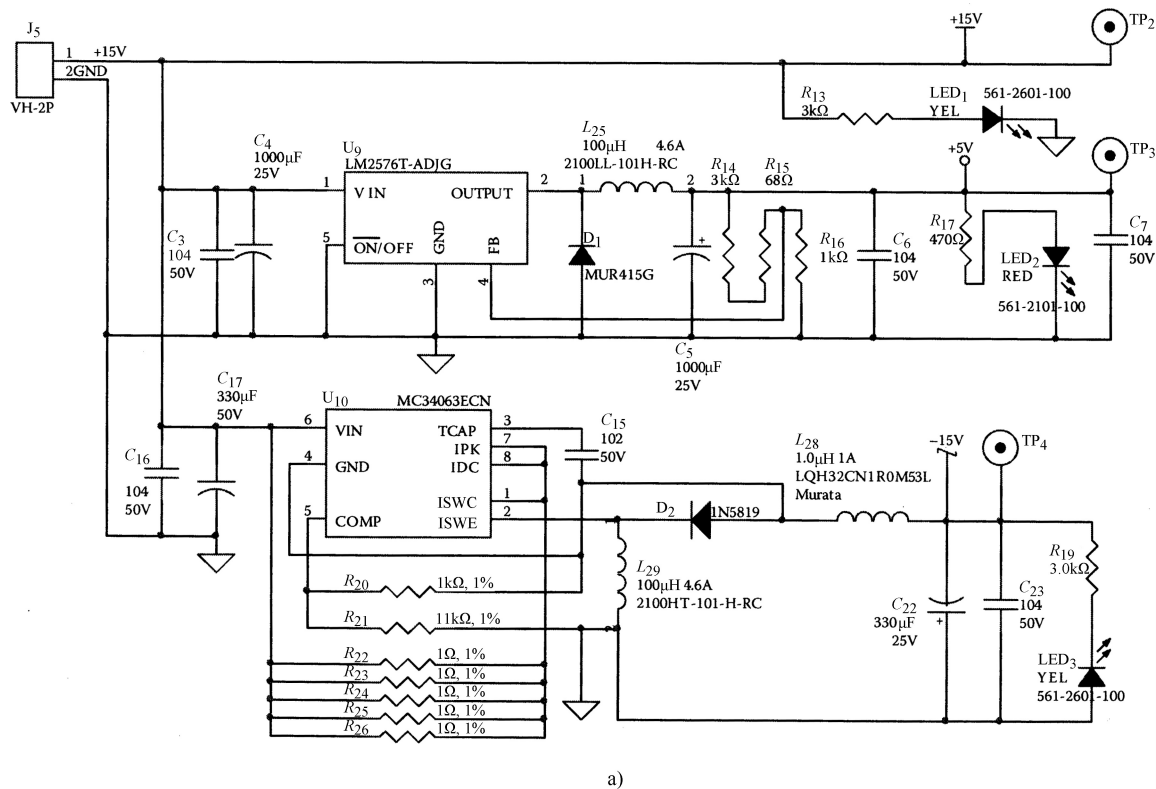 J5
1 +15V
2GND
VH-2P
+15V
TP2
R13
3kΩ
LED1
YEL
561-2601-100
C4
1000μF
25V
U9
LM2576T-ADJG
1
VIN
OUTPUT
2
5
ON/OFF
GND
FB
3
4
C3
104
50V
L25
100μH 4.6A
2100LL-101H-RC
1
2
D1
MUR415G
R14
3kΩ
R15
68Ω
+
C5
1000μF
25V
R16
1kΩ
C6
104
50V
+5V
R17
470Ω
LED2
RED
561-2101-100
TP3
C7
104
50V
C17
330μF
50V
C16
104
50V
U10
MC34063ECN
6
VIN
4
GND
5
COMP
TCAP
3
IPK
7
IDC
8
ISWC
1
ISWE
2
C15
102
50V
D2
1N5819
L28
1.0μH 1A
LQH32CN1R0M53L
Murata
-15V
TP4
1
L29
100μH 4.6A
2100HT-101-H-RC
2
C22
330μF
25V
+
C23
104
50V
R19
3.0kΩ
LED3
YEL
561-2601-100
R20 1kΩ, 1%
R21 11kΩ, 1%
R22 1Ω, 1%
R23 1Ω, 1%
R24 1Ω, 1%
R25 1Ω, 1%
R26 1Ω, 1%
a)